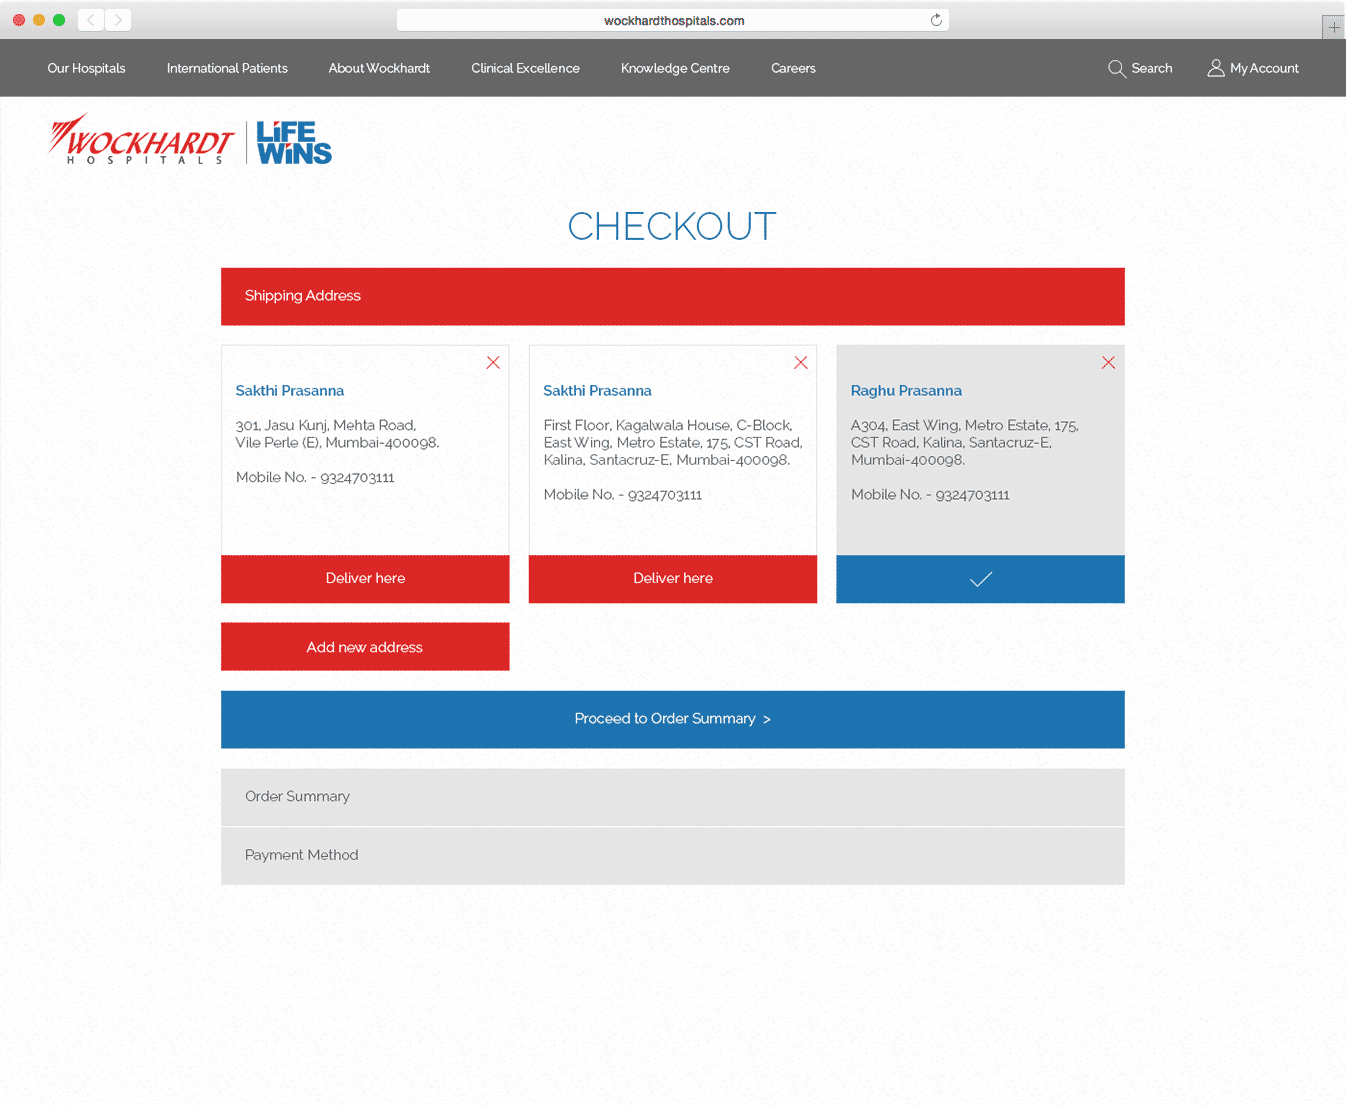 wockhardthospitals.com
Our Hospitals
International Patients
About Wockhardt
Clinical Excellence
Knowledge Centre
Careers
Search
My Account
WOCKHARDT
HOSPITALS
LiFE
WiNS
CHECKOUT
Shipping Address
Sakthi Prasanna
301, Jasu Kunj, Mehta Road,
Vile Perle (E), Mumbai-400098.
Mobile No. - 9324703111
Deliver here
Sakthi Prasanna
First Floor, Kagalwala House, C-Block,
East Wing, Metro Estate, 175, CST Road,
Kalina, Santacruz-E, Mumbai-400098.
Mobile No. - 9324703111
Deliver here
Raghu Prasanna
A304, East Wing, Metro Estate, 175,
CST Road, Kalina, Santacruz-E,
Mumbai-400098.
Mobile No. - 9324703111
Add new address
Proceed to Order Summary >
Order Summary
Payment Method